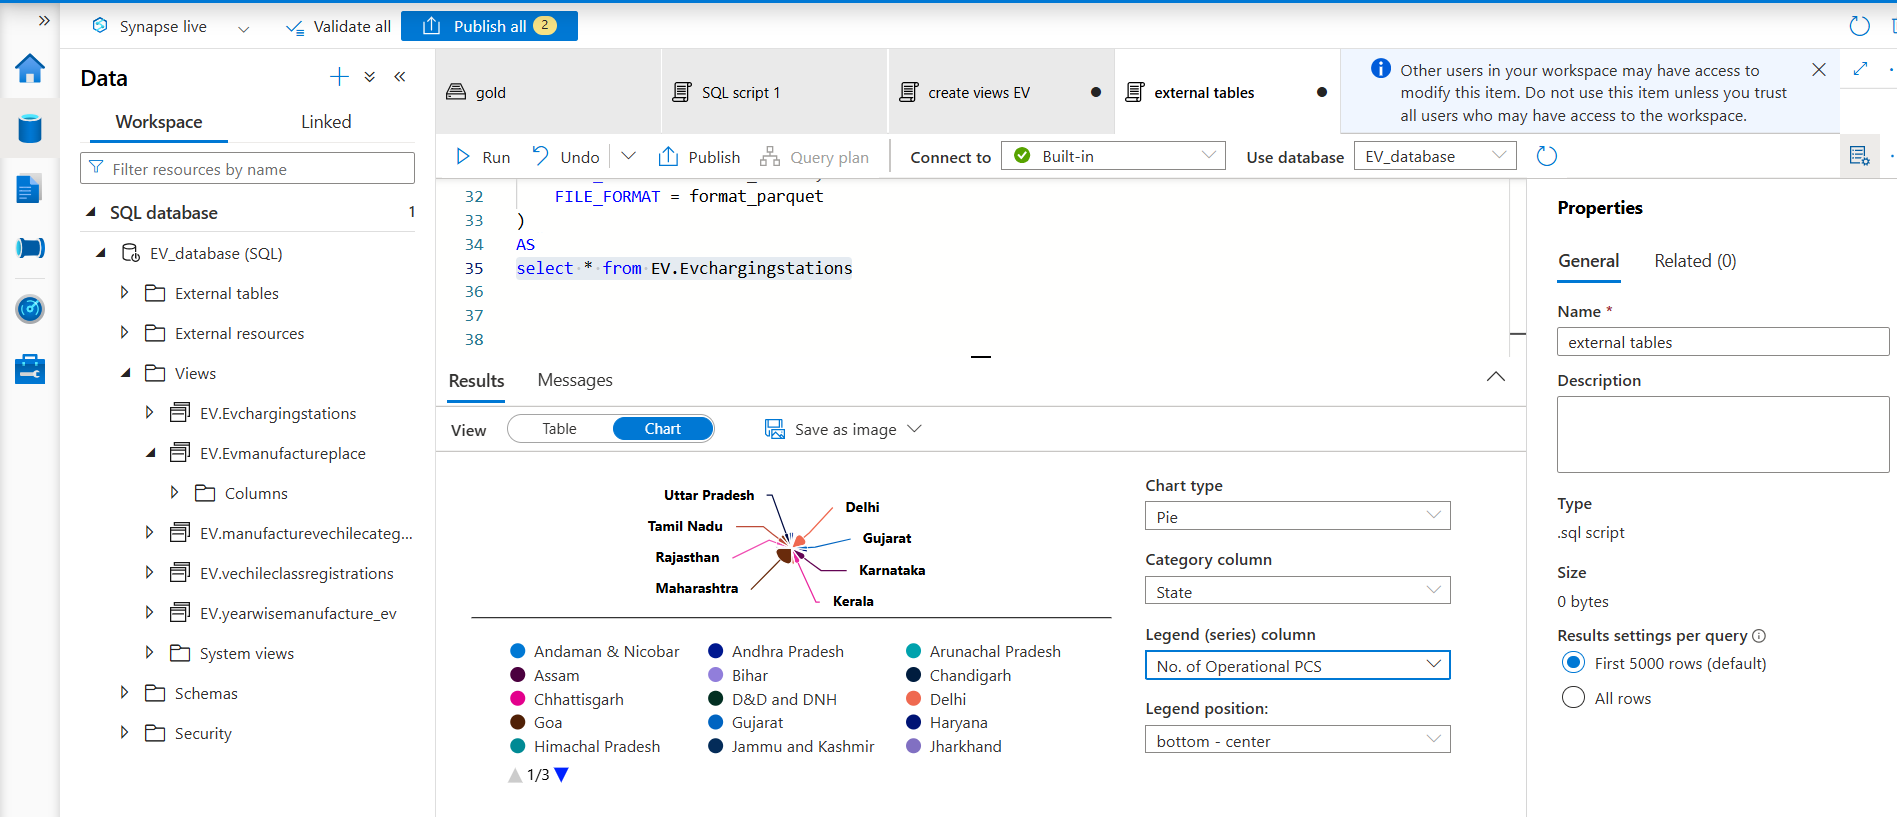 Synapse live
Validate all
Publish all 2
Data
Workspace
Linked
Filter resources by name
SQL database 1
EV_database (SQL)
External tables
External resources
Views
EV.Evchargingstations
EV.Evmanufactureplace
Columns
EV.manufacturevechilecateg...
EV.vechileclassregistrations
EV.yearwisemanufacture_ev
System views
Schemas
Security
gold
SQL script 1
create views EV
external tables
Other users in your workspace may have access to
modify this item. Do not use this item unless you trust
all users who may have access to the workspace.
Run
Undo
Publish
Query plan
Connect to
Built-in
Use database
EV_database
32 FILE_FORMAT = format_parquet
33 )
34 AS
35 select * from EV.Evchargingstations
36
37
38
Results
Messages
View
Table
Chart
Save as image
Uttar Pradesh
Tamil Nadu
Rajasthan
Maharashtra
Delhi
Gujarat
Karnataka
Kerala
Andaman & Nicobar
Andhra Pradesh
Arunachal Pradesh
Assam
Bihar
Chandigarh
Chhattisgarh
D&D and DNH
Delhi
Goa
Gujarat
Haryana
Himachal Pradesh
Jammu and Kashmir
Jharkhand
1/3
Chart type
Pie
Category column
State
Legend (series) column
No. of Operational PCS
Legend position:
bottom - center
Properties
General
Related (0)
Name *
external tables
Description
Type
.sql script
Size
0 bytes
Results settings per query
First 5000 rows (default)
All rows